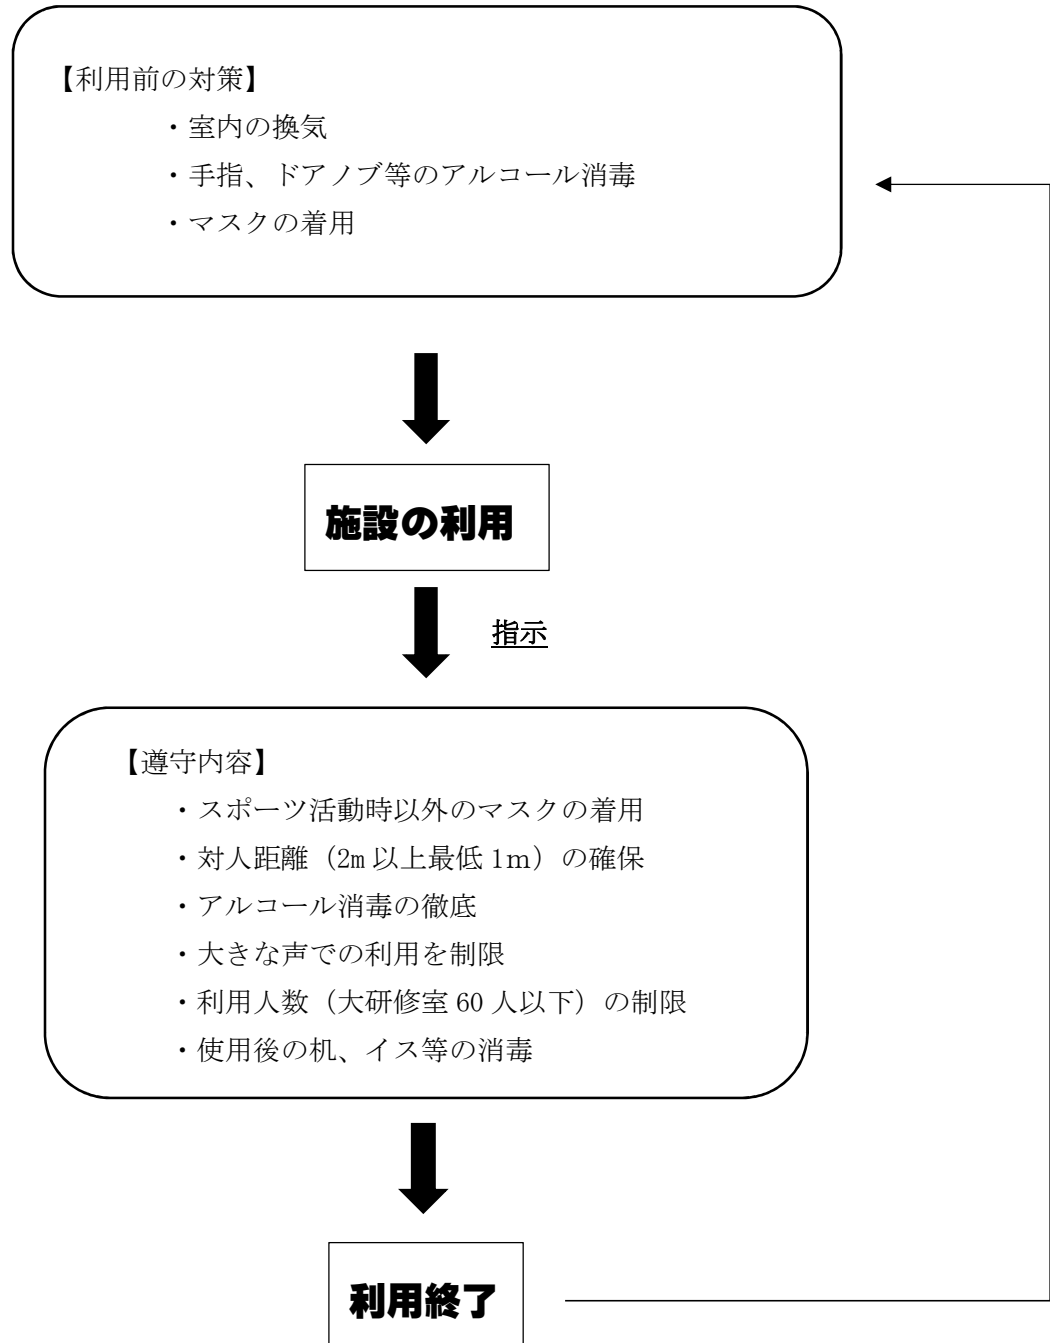 【利用前の対策】
・室内の換気
・手指、ドアノブ等のアルコール消毒
・マスクの着用
施設の利用
指示
【遵守内容】
・スポーツ活動時以外のマスクの着用
・対人距離（2m 以上最低 1ｍ）の確保
・アルコール消毒の徹底
・大きな声での利用を制限
・利用人数（大研修室 60 人以下）の制限
・使用後の机、イス等の消毒
利用終了